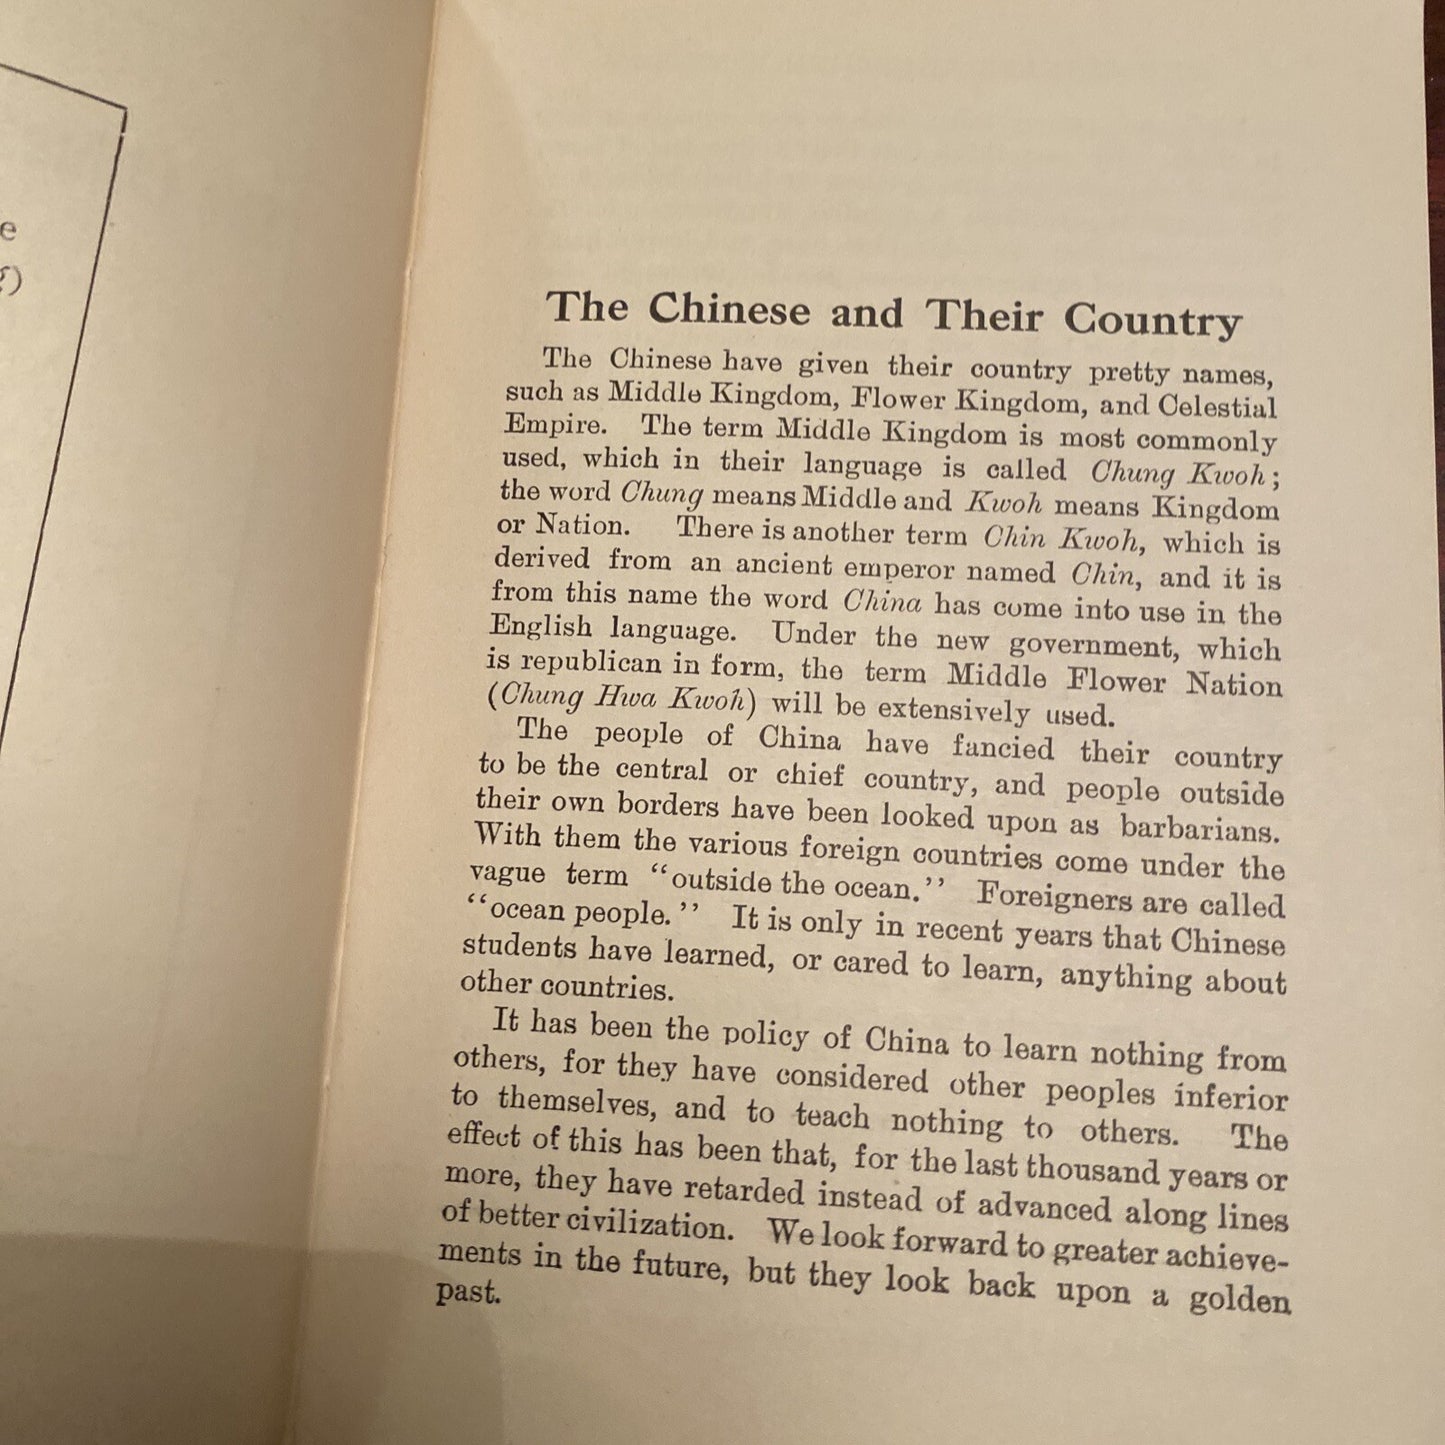 e
g)
The Chinese and Their Country
The Chinese have given their country pretty names,
such as Middle Kingdom, Flower Kingdom, and Celestial
Empire. The term Middle Kingdom is most commonly
used, which in their language is called Chung Kwoh;
the word Chung means Middle and Kwoh means Kingdom
or Nation. There is another term Chin Kwoh, which is
derived from an ancient emperor named Chin, and it is
from this name the word China has come into use in the
English language. Under the new government, which
is republican in form, the term Middle Flower Nation
(Chung Hwa Kwoh) will be extensively used.
The people of China have fancied their country
to be the central or chief country, and people outside
their own borders have been looked upon as barbarians.
With them the various foreign countries come under the
vague term “outside the ocean.” Foreigners are called
“ocean people.” It is only in recent years that Chinese
students have learned, or cared to learn, anything about
other countries.
It has been the policy of China to learn nothing from
others, for they have considered other peoples inferior
to themselves, and to teach nothing to others. The
effect of this has been that, for the last thousand years or
more, they have retarded instead of advanced along lines
of better civilization. We look forward to greater achieve-
ments in the future, but they look back upon a golden
past.